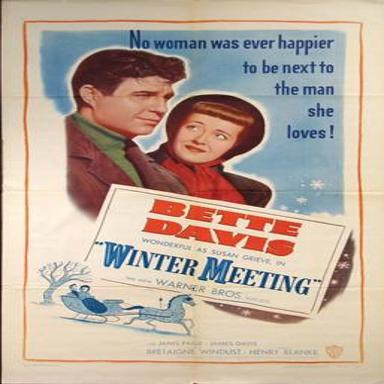 No woman was ever happier
to be next to
the man
she
loves!
BETTE
DAVIS
WONDERFUL AS SUSAN GRIEVE, IN
"WINTER MEETING"
WARNER BROS.
JANIS PAIGE · JAMES DAVIS
BRETAIGNE WINDUST · HENRY BLANKE